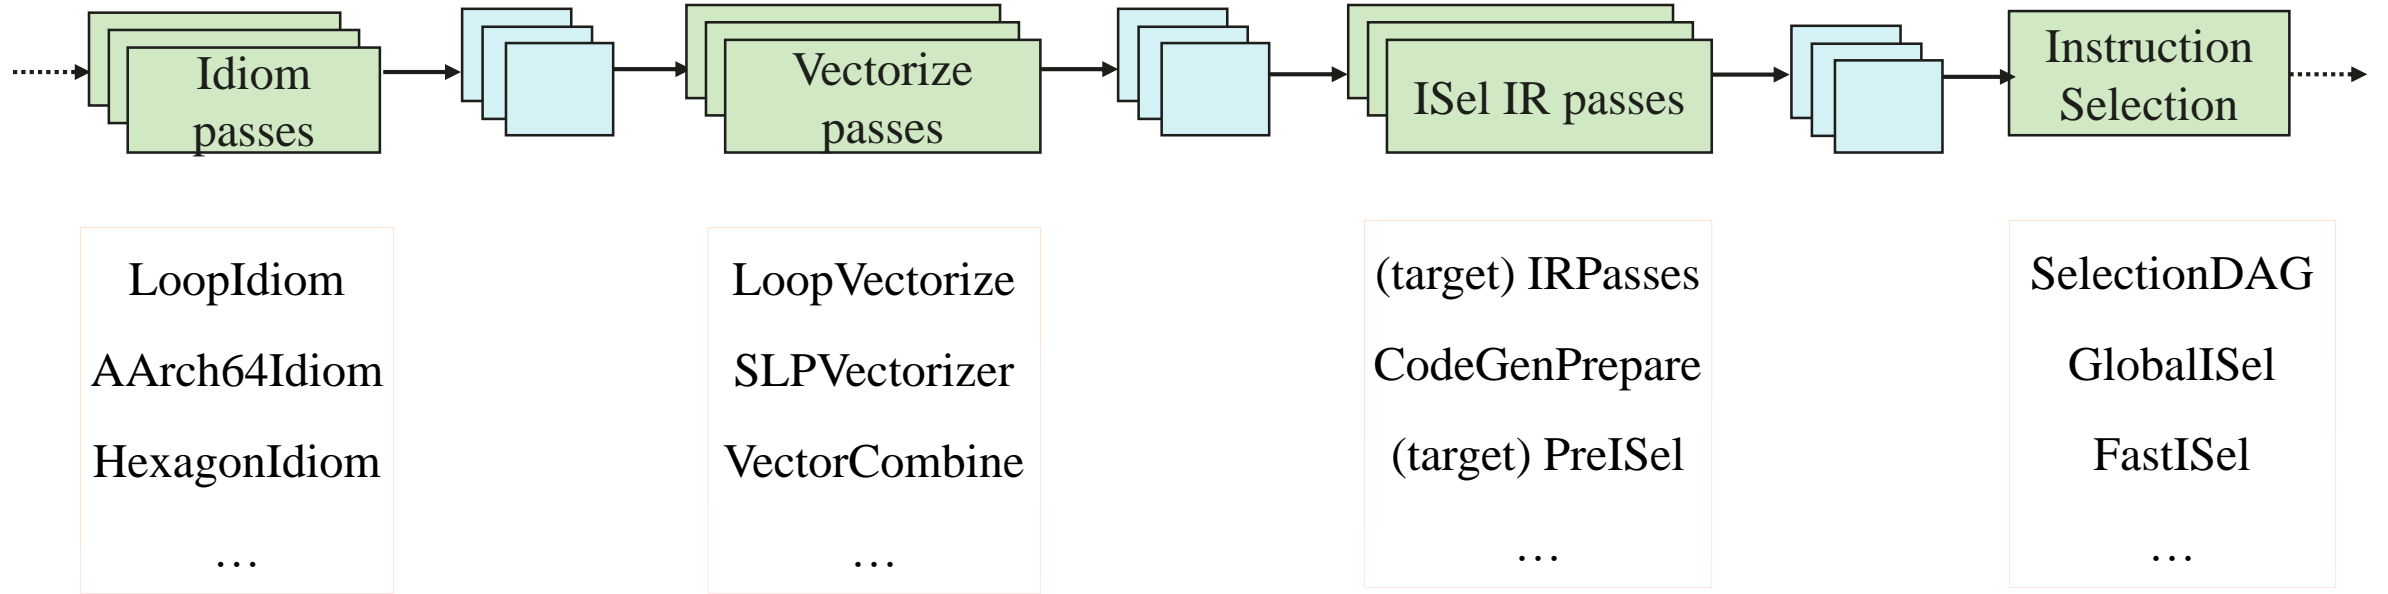 Idiom
passes
Vectorize
passes
ISel IR passes
Instruction
Selection
LoopIdiom
AArch64Idiom
HexagonIdiom
…
LoopVectorize
SLPVectorizer
VectorCombine
…
(target) IRPasses
CodeGenPrepare
(target) PreISel
…
SelectionDAG
GlobalISel
FastISel
…